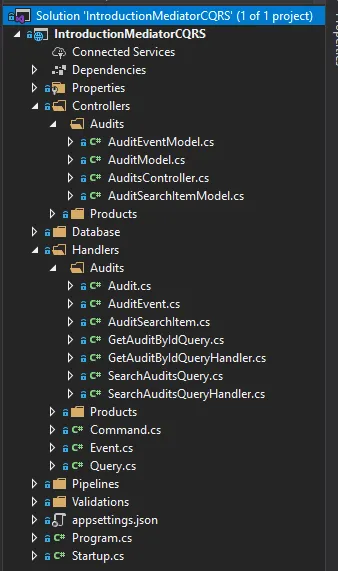 Solution 'IntroductionMediatorCQRS' (1 of 1 project)
IntroductionMediatorCQRS
Connected Services
Dependencies
Properties
Controllers
Audits
C# AuditEventModel.cs
C# AuditModel.cs
C# AuditsController.cs
C# AuditSearchItemModel.cs
Products
Database
Handlers
Audits
C# Audit.cs
C# AuditEvent.cs
C# AuditSearchItem.cs
C# GetAuditByIdQuery.cs
C# GetAuditByIdQueryHandler.cs
C# SearchAuditsQuery.cs
C# SearchAuditsQueryHandler.cs
Products
C# Command.cs
C# Event.cs
C# Query.cs
Pipelines
Validations
appsettings.json
C# Program.cs
C# Startup.cs
Properties